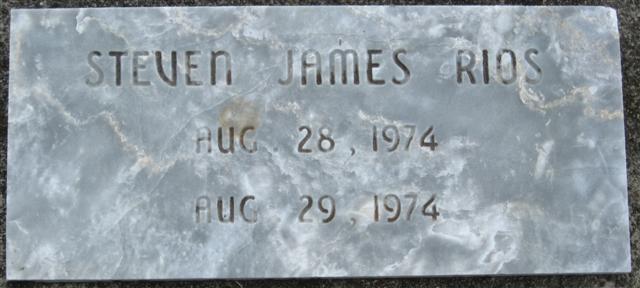 STEVEN JAMES RIOS
AUG. 28, 1974
AUG. 29, 1974